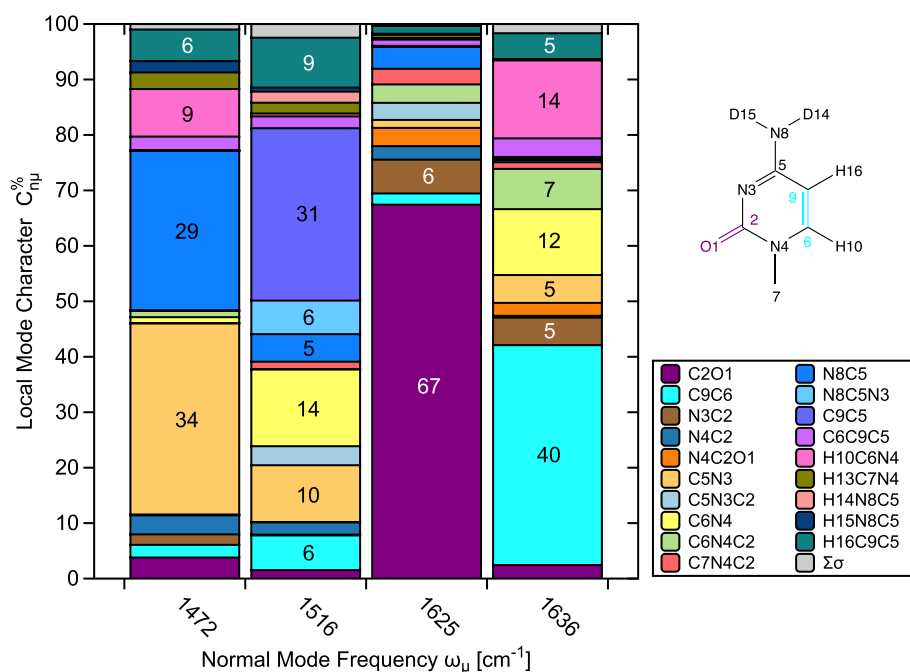 Local Mode Character C%nμ
100
90
80
70
60
50
40
30
20
10
0
6
9
29
34
9
31
6
5
14
10
6
6
67
5
14
7
12
5
5
40
1472
1516
1625
1636
Normal Mode Frequency ωμ [cm-1]
D15 D14
N8
5 H16
N3
9
2 6
O1 N4 H10
7
C2O1 N8C5
C9C6 N8C5N3
N3C2 C9C5
N4C2 C6C9C5
N4C2O1 H10C6N4
C5N3 H13C7N4
C5N3C2 H14N8C5
C6N4 H15N8C5
C6N4C2 H16C9C5
C7N4C2 Σσ